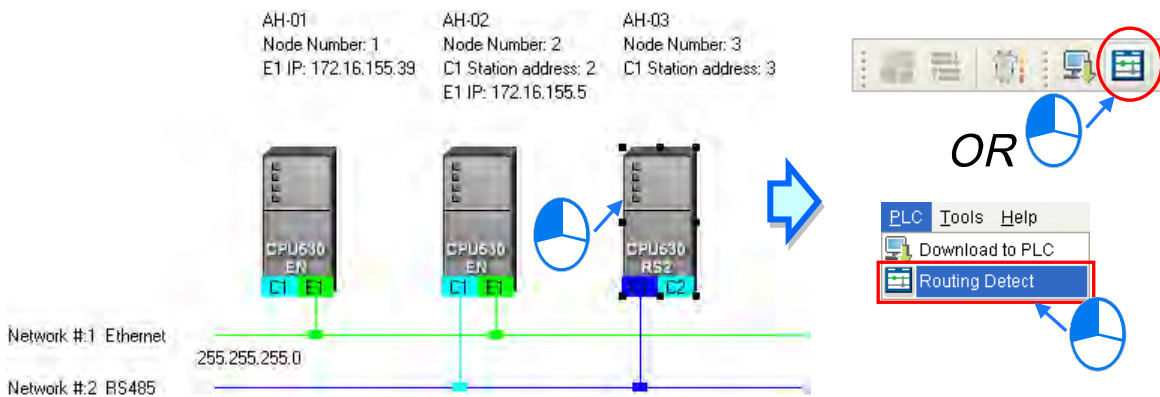 AH-01
Node Number: 1
E1 IP: 172.16.155.39
AH-02
Node Number: 2
C1 Station address: 2
E1 IP: 172.16.155.5
AH-03
Node Number: 3
C1 Station address: 3
OR
PLC Tools Help
Download to PLC
Routing Detect
CPU530
EN
C1 E1
CPU530
EN
C1 E1
CPU530
RS2
C1 C2
Network #:1 Ethernet
255.255.255.0
Network #:2 RS485